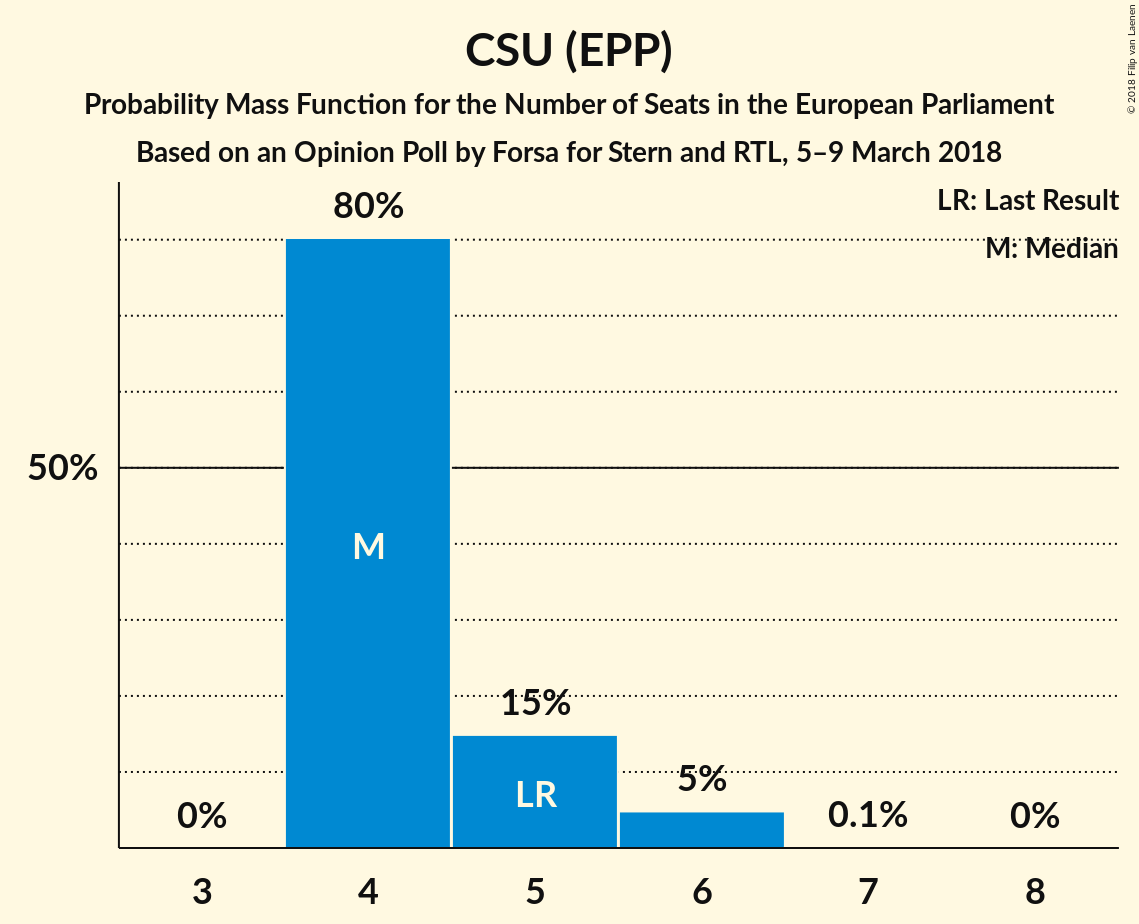 CSU (EPP)
Probability Mass Function for the Number of Seats in the European Parliament
Based on an Opinion Poll by Forsa for Stern and RTL, 5–9 March 2018
© 2018 Filip van Laenen
LR: Last Result
M: Median
80%
50%
M
15%
LR
5%
0%
0.1%
0%
3 4 5 6 7 8